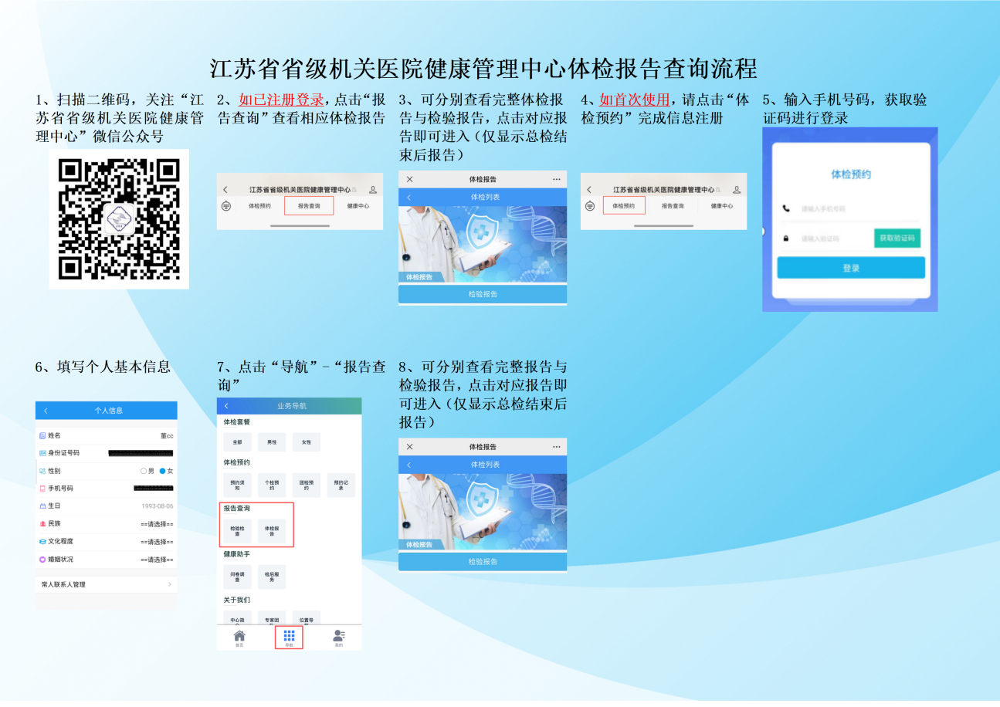 江苏省省级机关医院健康管理中心体检报告查询流程
1、扫描二维码，关注“江
苏省省级机关医院健康管
理中心”微信公众号
2、如已注册登录，点击“报
告查询”查看相应体检报告
江苏省省级机关医院健康管理中心
体检预约 报告查询 健康中心
3、可分别查看完整体检报
告与检验报告，点击对应报
告即可进入（仅显示总检结
束后报告）
体检报告
体检列表
体检报告
检验报告
4、如首次使用，请点击“体
检预约”完成信息注册
江苏省省级机关医院健康管理中心
体检预约 报告查询 健康中心
5、输入手机号码，获取验
证码进行登录
体检预约
请输入手机号码
请输入验证码 获取验证码
登录
6、填写个人基本信息
个人信息
姓名 董cc
身份证号码
性别 男 女
手机号码
生日 1993-08-06
民族 ==请选择==
文化程度 ==请选择==
婚姻状况 ==请选择==
常人联系人管理
7、点击“导航”-“报告查
询”
业务导航
体检套餐
全部 男性 女性
体检预约
预约须知 个检预约 团检预约 预约记录
报告查询
检验检查 体检报告
健康助手
问卷调查 检后服务
关于我们
中心简 专家团 位置导
首页 导航 我的
8、可分别查看完整报告与
检验报告，点击对应报告即
可进入（仅显示总检结束后
报告）
体检报告
体检列表
体检报告
检验报告